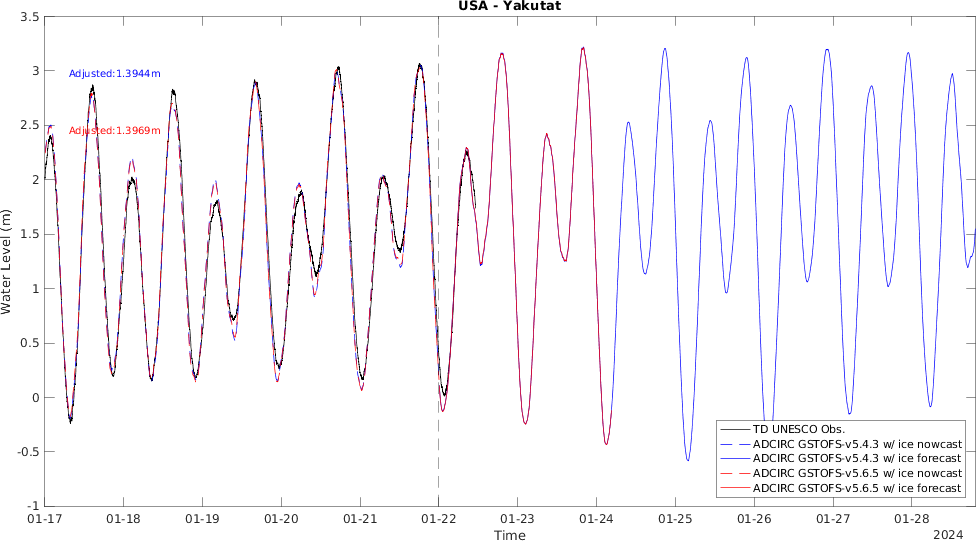 USA - Yakutat
3.5
3
2.5
2
1.5
1
0.5
0
-0.5
-1
Water Level (m)
Adjusted:1.3944m
Adjusted:1.3969m
TD UNESCO Obs.
ADCIRC GSTOFS-v5.4.3 w/ ice nowcast
ADCIRC GSTOFS-v5.4.3 w/ ice forecast
ADCIRC GSTOFS-v5.6.5 w/ ice nowcast
ADCIRC GSTOFS-v5.6.5 w/ ice forecast
01-17 01-18 01-19 01-20 01-21 01-22 01-23 01-24 01-25 01-26 01-27 01-28
Time
2024